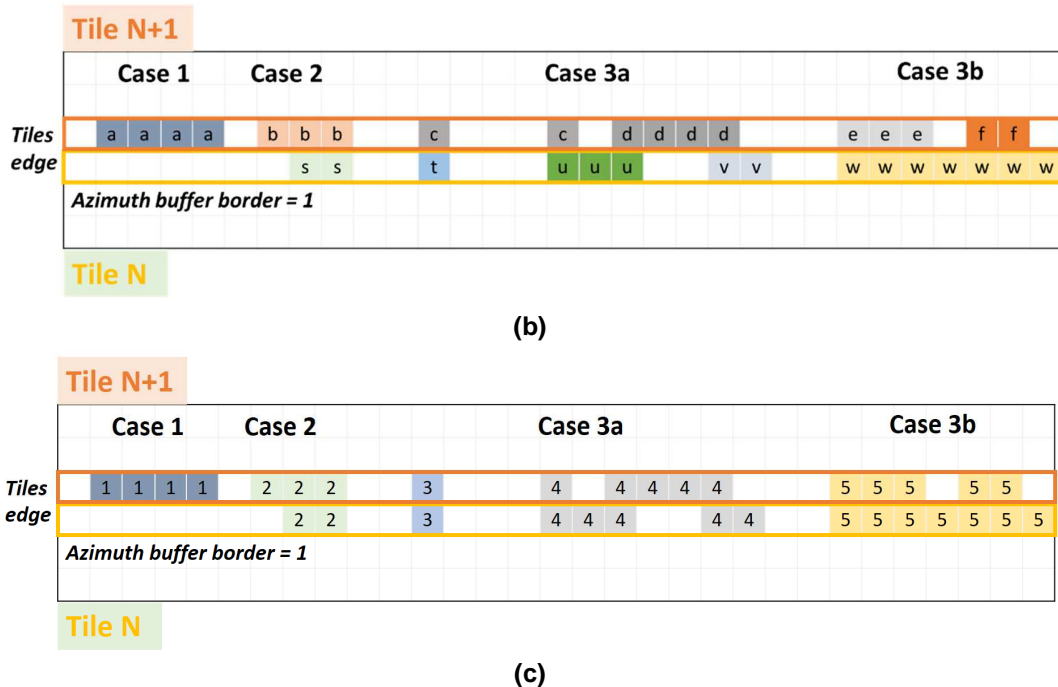 Tile N+1
Case 1 Case 2 Case 3a Case 3b
Tiles edge
a a a a b b b c c d d d d e e e f f
s s t u u u v v w w w w w w w
Azimuth buffer border = 1
Tile N
(b)
Tile N+1
Case 1 Case 2 Case 3a Case 3b
Tiles edge
1 1 1 1 2 2 2 3 4 4 4 4 4 5 5 5 5 5
2 2 3 4 4 4 4 4 5 5 5 5 5 5 5
Azimuth buffer border = 1
Tile N
(c)